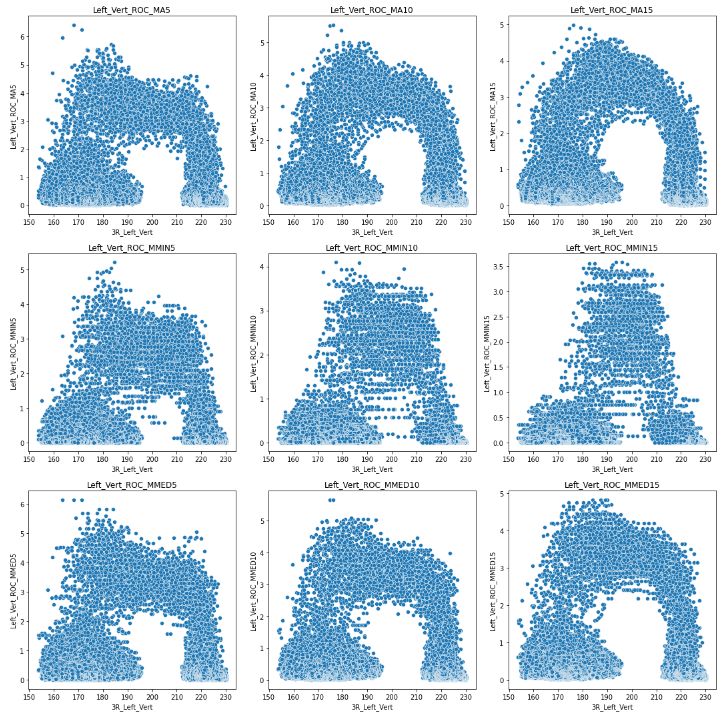 Left_Vert_ROC_MA5
Left_Vert_ROC_MA5
6
5
4
3
2
1
0
150 160 170 180 190 200 210 220 230
3R_Left_Vert
Left_Vert_ROC_MA10
Left_Vert_ROC_MA10
5
4
3
2
1
0
150 160 170 180 190 200 210 220 230
3R_Left_Vert
Left_Vert_ROC_MA15
Left_Vert_ROC_MA15
5
4
3
2
1
0
150 160 170 180 190 200 210 220 230
3R_Left_Vert
Left_Vert_ROC_MMIN5
Left_Vert_ROC_MMIN5
5
4
3
2
1
0
150 160 170 180 190 200 210 220 230
3R_Left_Vert
Left_Vert_ROC_MMIN10
Left_Vert_ROC_MMIN10
4
3
2
1
0
150 160 170 180 190 200 210 220 230
3R_Left_Vert
Left_Vert_ROC_MMIN15
Left_Vert_ROC_MMIN15
3.5
3.0
2.5
2.0
1.5
1.0
0.5
0.0
150 160 170 180 190 200 210 220 230
3R_Left_Vert
Left_Vert_ROC_MMED5
Left_Vert_ROC_MMED5
6
5
4
3
2
1
0
150 160 170 180 190 200 210 220 230
3R_Left_Vert
Left_Vert_ROC_MMED10
Left_Vert_ROC_MMED10
5
4
3
2
1
0
150 160 170 180 190 200 210 220 230
3R_Left_Vert
Left_Vert_ROC_MMED15
Left_Vert_ROC_MMED15
5
4
3
2
1
0
150 160 170 180 190 200 210 220 230
3R_Left_Vert